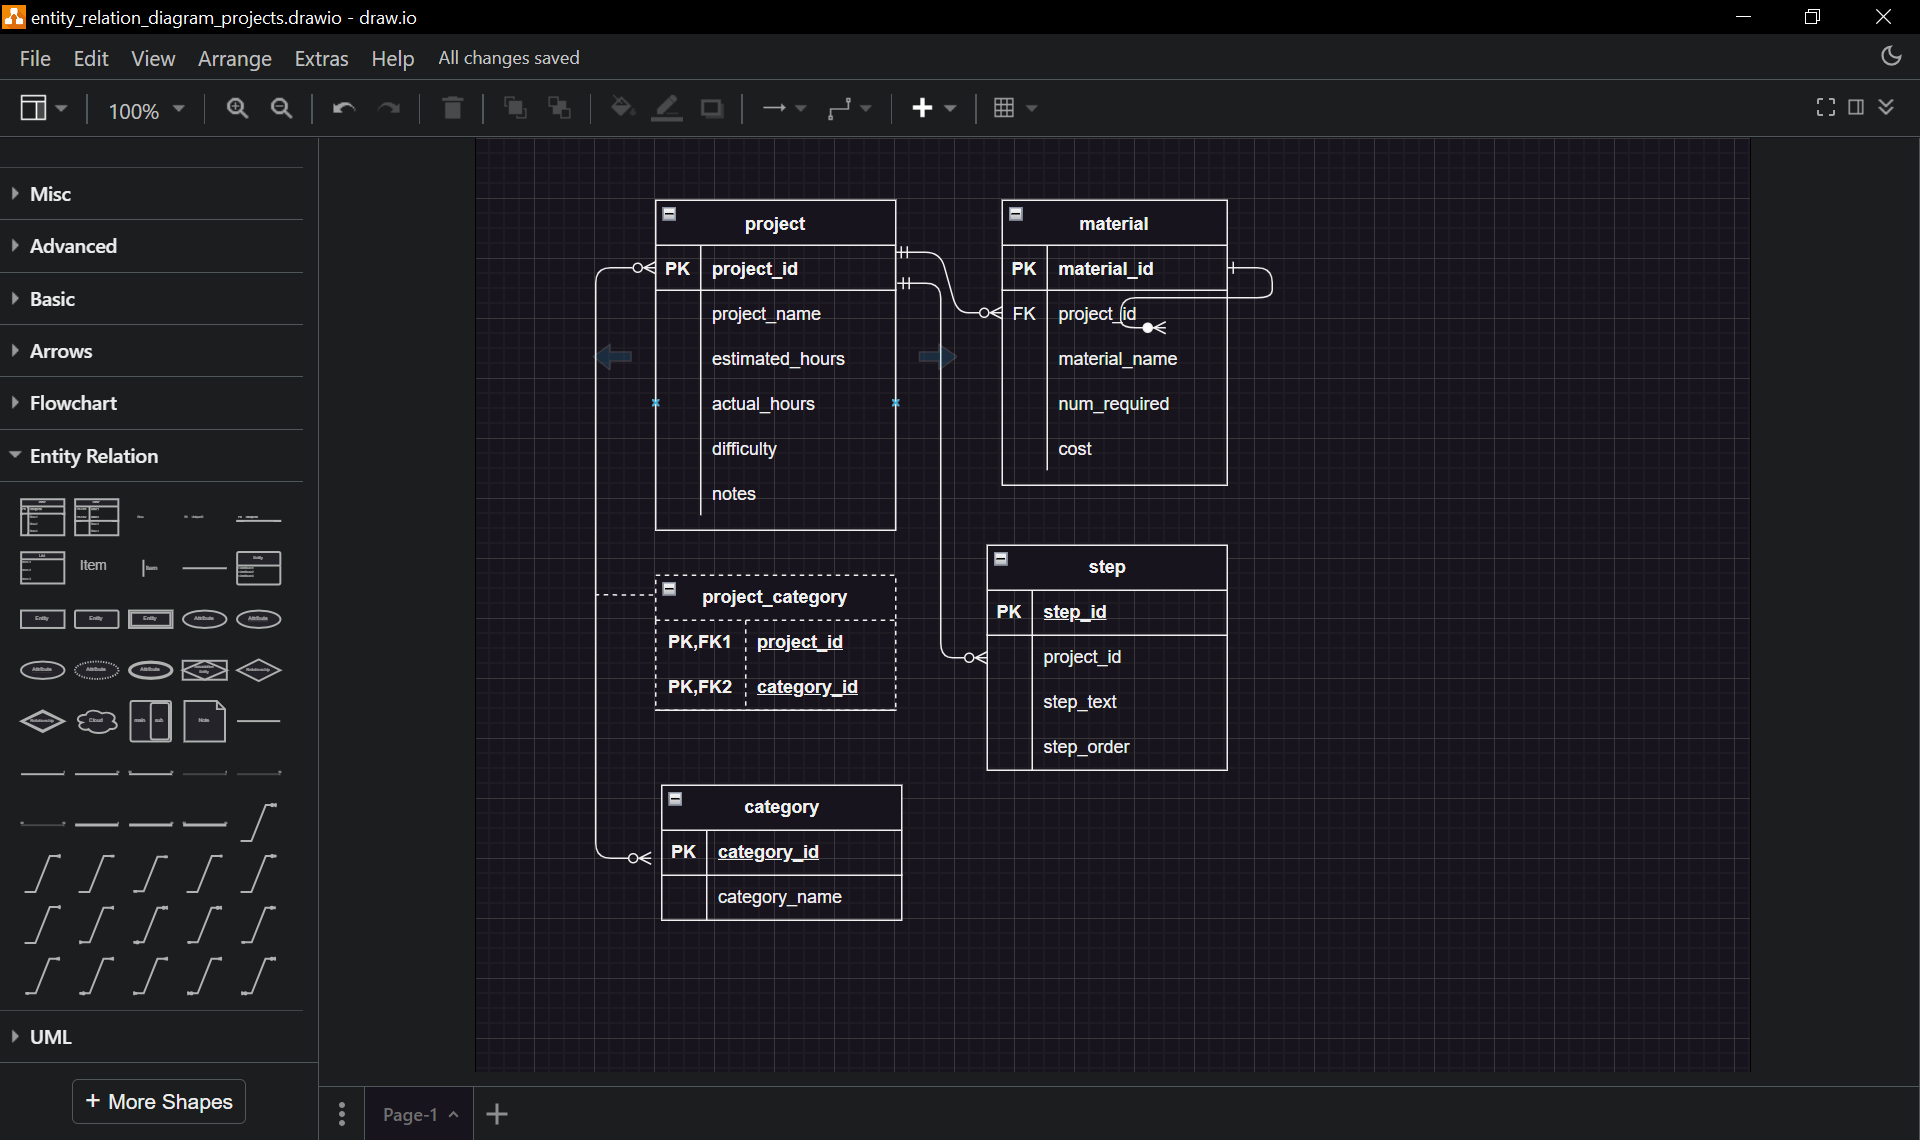 entity_relation_diagram_projects.drawio - draw.io
File Edit View Arrange Extras Help All changes saved
100%
Misc
Advanced
Basic
Arrows
Flowchart
Entity Relation
Item
UML
+ More Shapes
project
PK project_id
project_name
estimated_hours
actual_hours
difficulty
notes
material
PK material_id
FK project_id
material_name
num_required
cost
project_category
PK,FK1 project_id
PK,FK2 category_id
step
PK step_id
project_id
step_text
step_order
category
PK category_id
category_name
Page-1